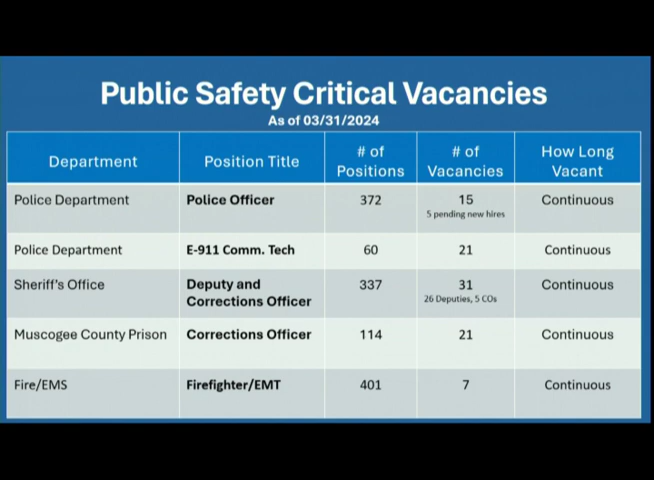 Public Safety Critical Vacancies
As of 03/31/2024
Department Position Title # of Positions # of Vacancies How Long Vacant
Police Department Police Officer 372 15 Continuous
5 pending new hires
Police Department E-911 Comm. Tech 60 21 Continuous
Sheriff's Office Deputy and Corrections Officer 337 31 Continuous
26 Deputies, 5 COs
Muscogee County Prison Corrections Officer 114 21 Continuous
Fire/EMS Firefighter/EMT 401 7 Continuous